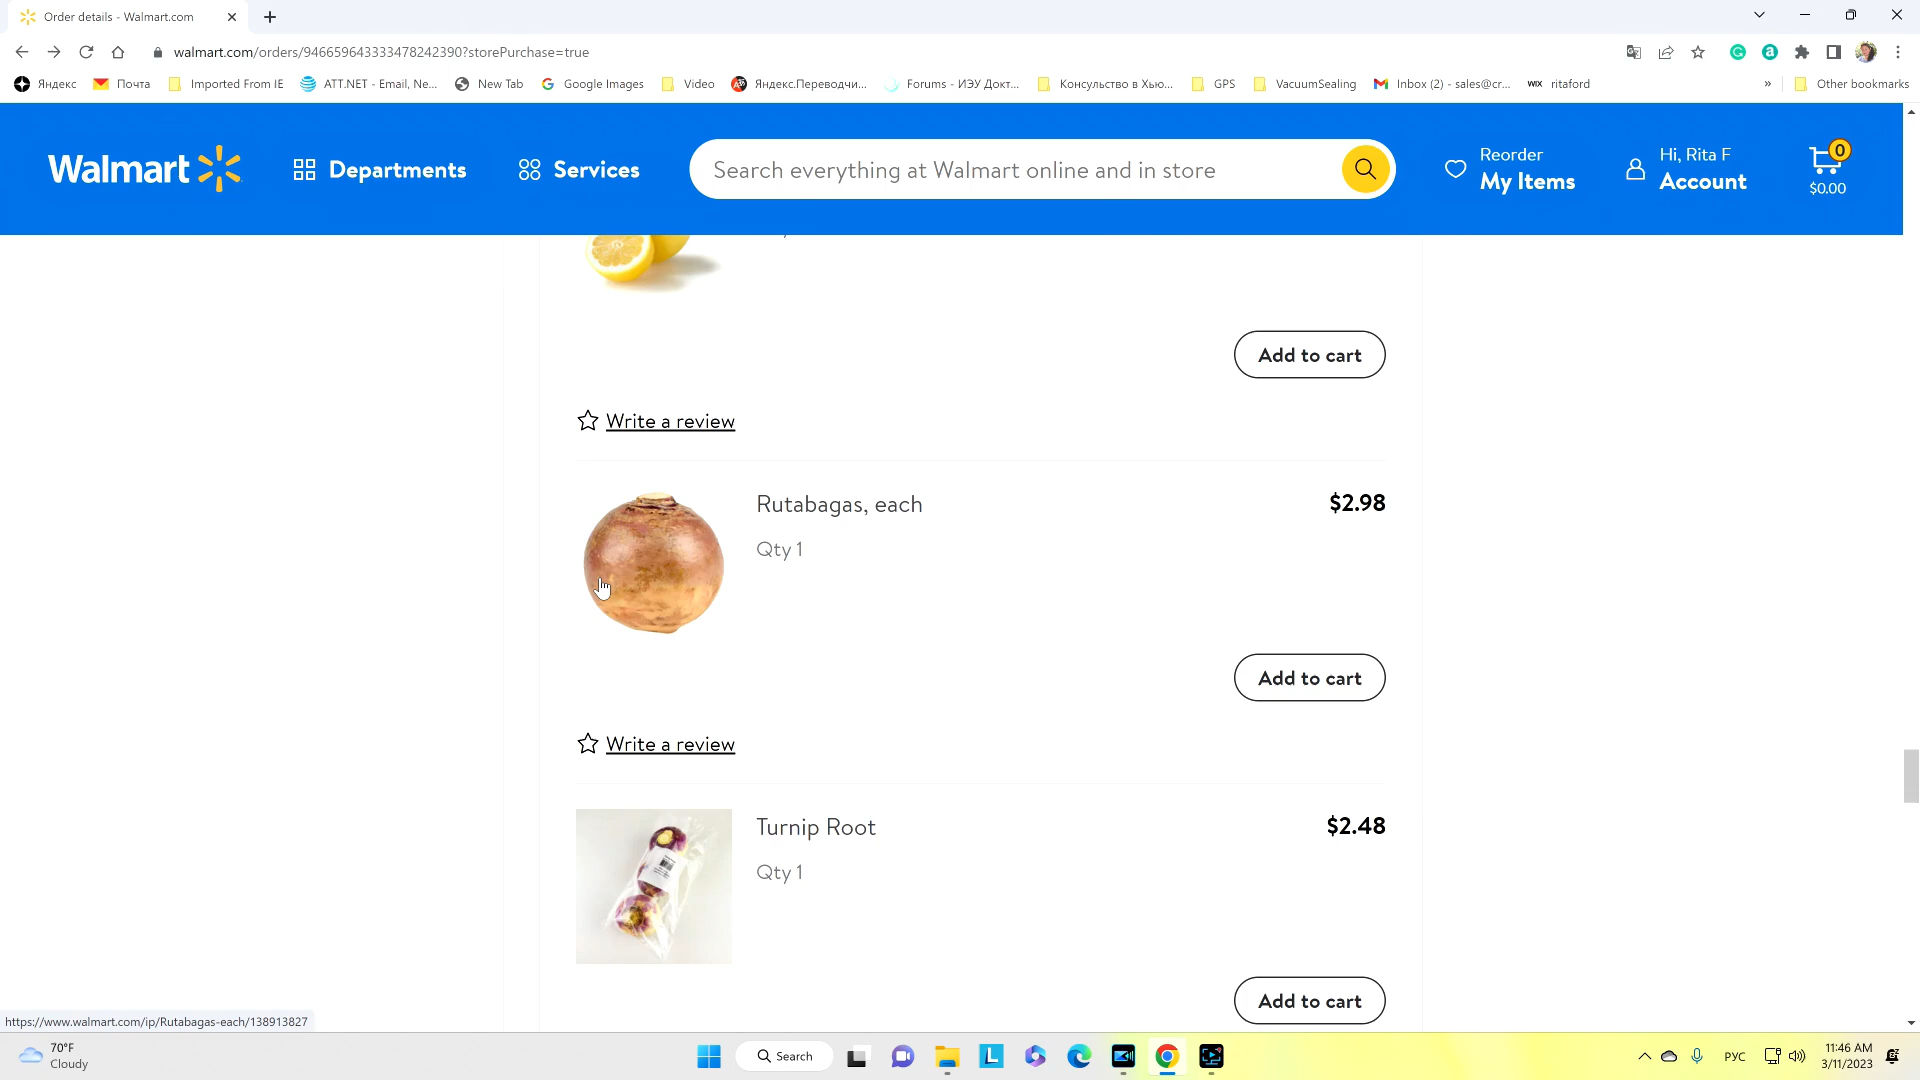 Order details - Walmart.com
walmart.com/orders/946659643333478242390?storePurchase=true
Яндекс
Почта
Imported From IE
ATT.NET - Email, Ne...
New Tab
Google Images
Video
Яндекс.Переводчи...
Forums - ИЭУ Докт...
Консульство в Хью...
GPS
VacuumSealing
Inbox (2) - sales@cr...
WIX ritaford
»
Other bookmarks
Walmart
Departments
Services
Search everything at Walmart online and in store
Reorder
My Items
Hi, Rita F
Account
0
$0.00
Add to cart
Write a review
Rutabagas, each
$2.98
Qty 1
Add to cart
Write a review
Turnip Root
$2.48
Qty 1
Add to cart
https://www.walmart.com/ip/Rutabagas-each/138913827
70°F
Cloudy
Search
РУС
11:46 AM
3/11/2023